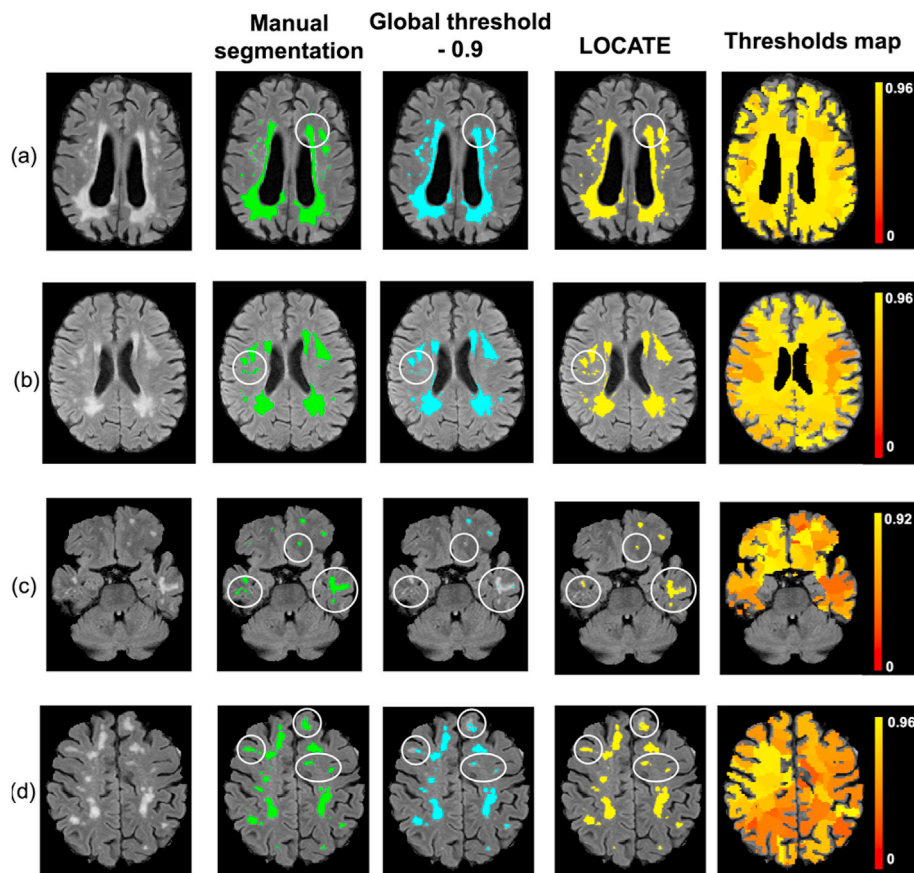 Manual segmentation
Global threshold - 0.9
LOCATE
Thresholds map
(a)
0.96
0
(b)
0.96
0
(c)
0.92
0
(d)
0.93
0